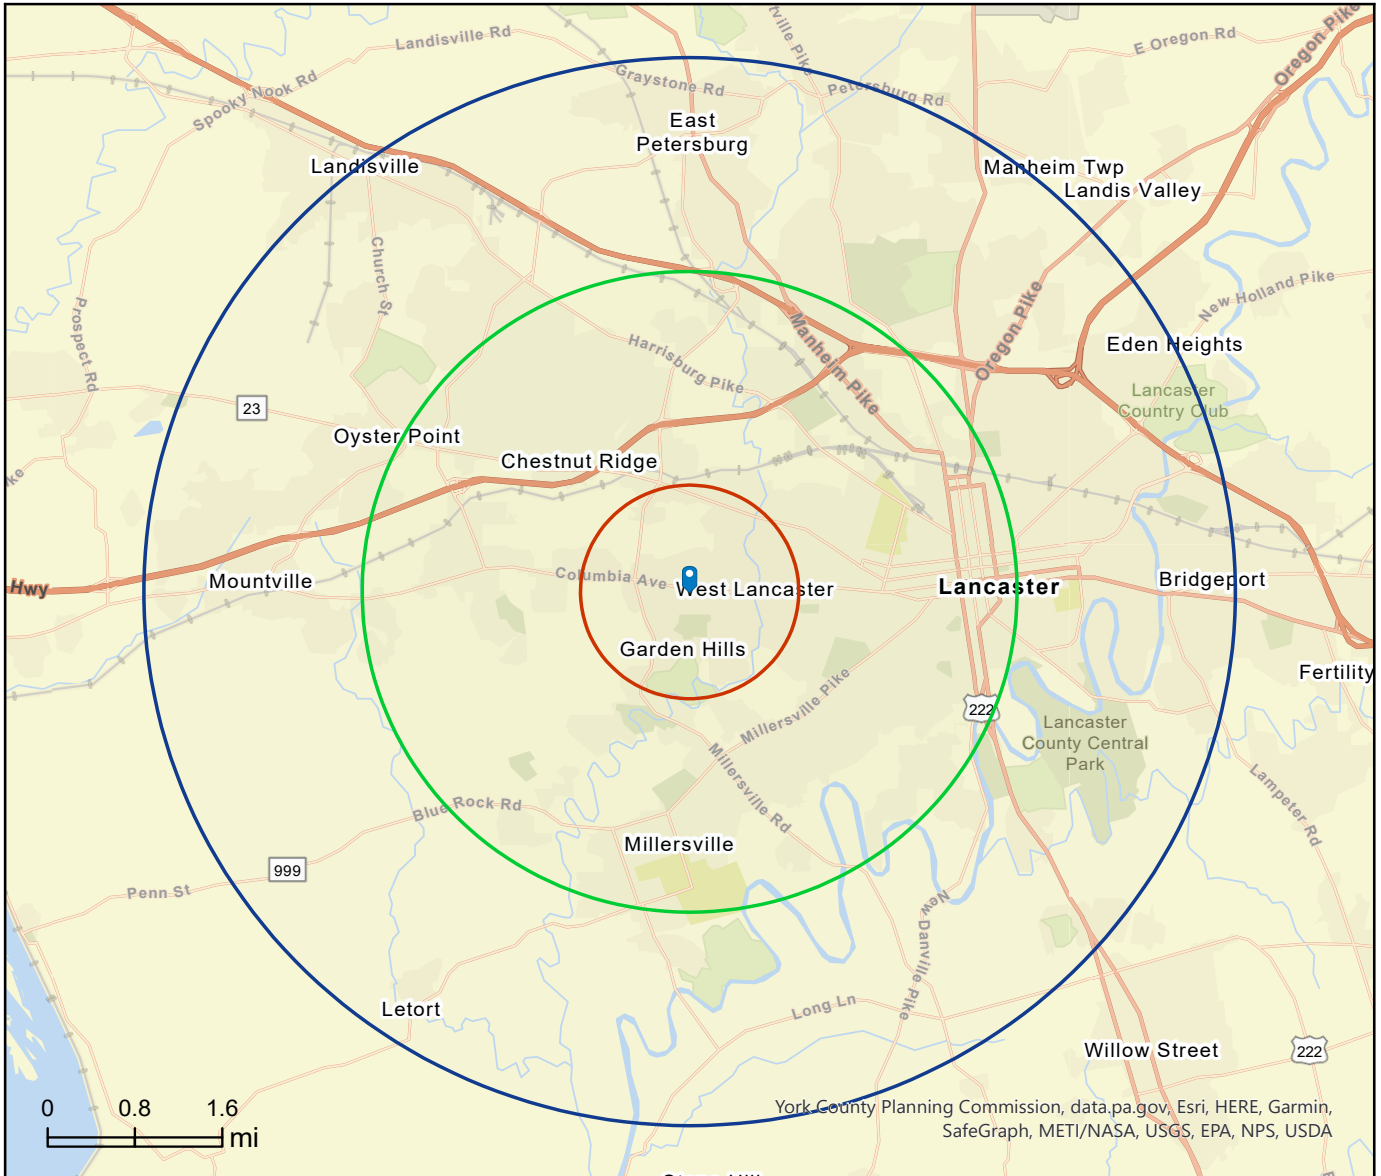 Landisville Rd
tville Pike
E Oregon Rd
Oregon Pike
Spooky Nook Rd
Graystone Rd
Petersburg Rd
East
Petersburg
Landisville
Manheim Twp
Landis Valley
Church St
Prospect Rd
New Holland Pike
Manheim Pike
Oregon Pike
Harrisburg Pike
Eden Heights
Lancaster
Country Club
23
Oyster Point
Chestnut Ridge
ike
Hwy
Mountville
Columbia Ave
West Lancaster
Lancaster
Bridgeport
Garden Hills
Fertility
Millersville Pike
222
Lancaster
County Central
Park
Millersville Rd
Lampeter Rd
Blue Rock Rd
Millersville
999
Penn St
New Danville Pike
Letort
Long Ln
Willow Street
222
0 0.8 1.6
mi
York County Planning Commission, data.pa.gov, Esri, HERE, Garmin,
SafeGraph, METI/NASA, USGS, EPA, NPS, USDA